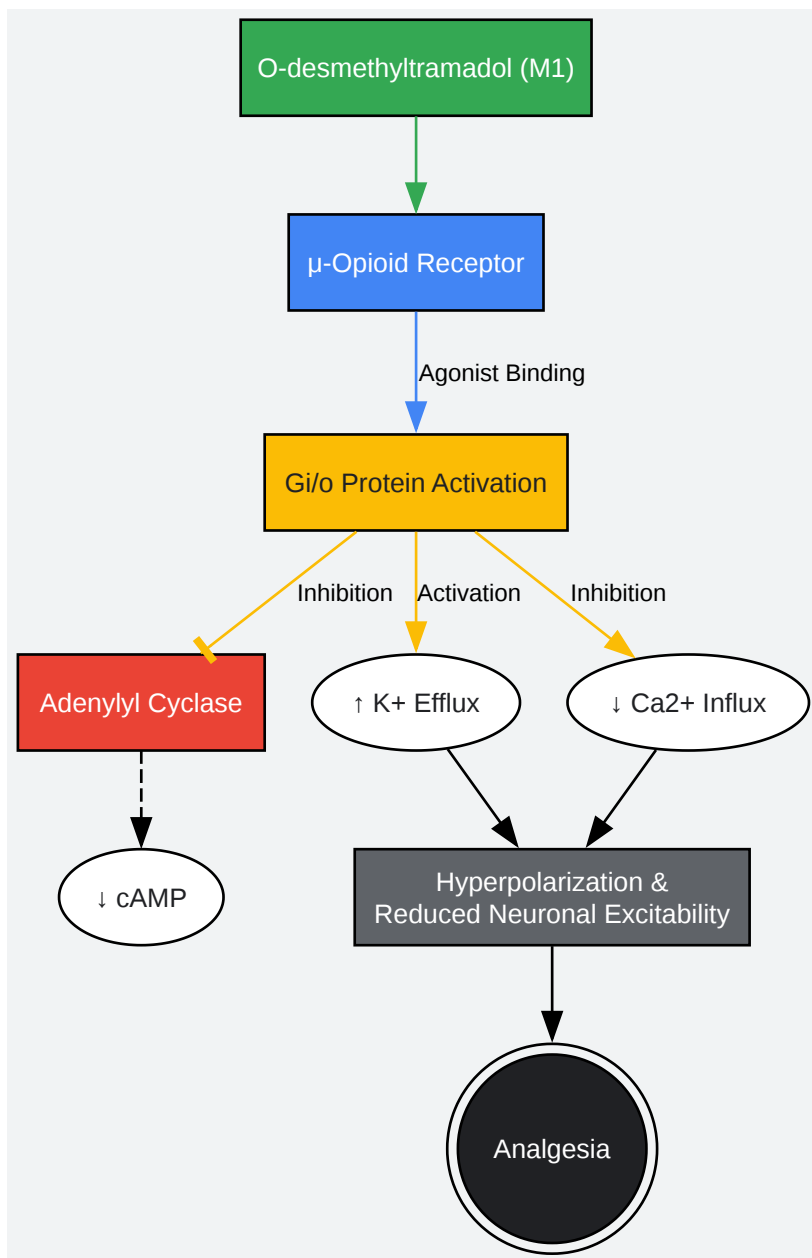 O-desmethyltramadol (M1)
μ-Opioid Receptor
Agonist Binding
Gi/o Protein Activation
Inhibition
Activation
Inhibition
Adenylyl Cyclase
↑ K+ Efflux
↓ Ca2+ Influx
↓ cAMP
Hyperpolarization &
Reduced Neuronal Excitability
Analgesia